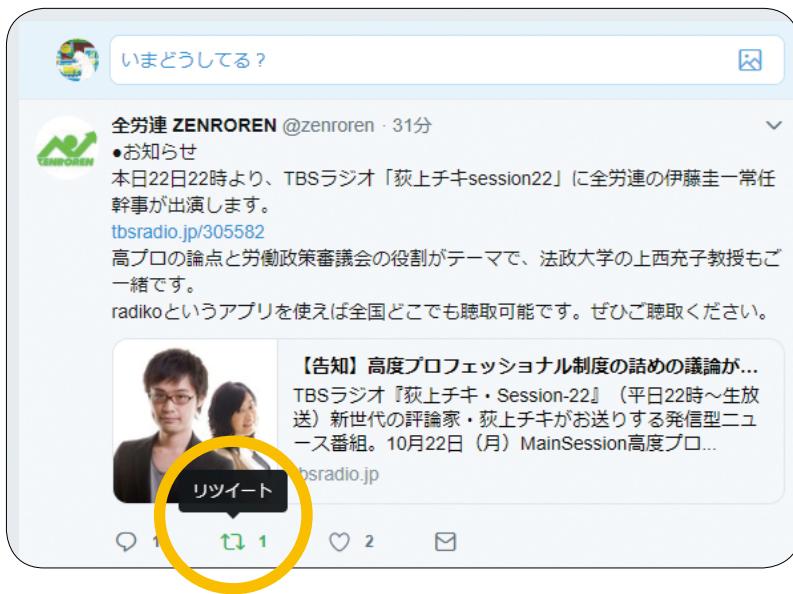 いまどうしてる？
全労連 ZENROREN @zenroren · 31分
ZENROREN
●お知らせ
本日22日22時より、TBSラジオ「荻上チキsession22」に全労連の伊藤圭一常任
幹事が出演します。
tbsradio.jp/305582
高プロの論点と労働政策審議会の役割がテーマで、法政大学の上西充子教授もご
一緒です。
radikoというアプリを使えば全国どこでも聴取可能です。ぜひご聴取ください。
【告知】高度プロフェッショナル制度の詰めの議論が...
TBSラジオ『荻上チキ・Session-22』（平日22時～生放
送）新世代の評論家・荻上チキがお送りする発信型ニュ
ース番組。10月22日（月）MainSession高度プロ...
tbsradio.jp
リツイート
1 1 2